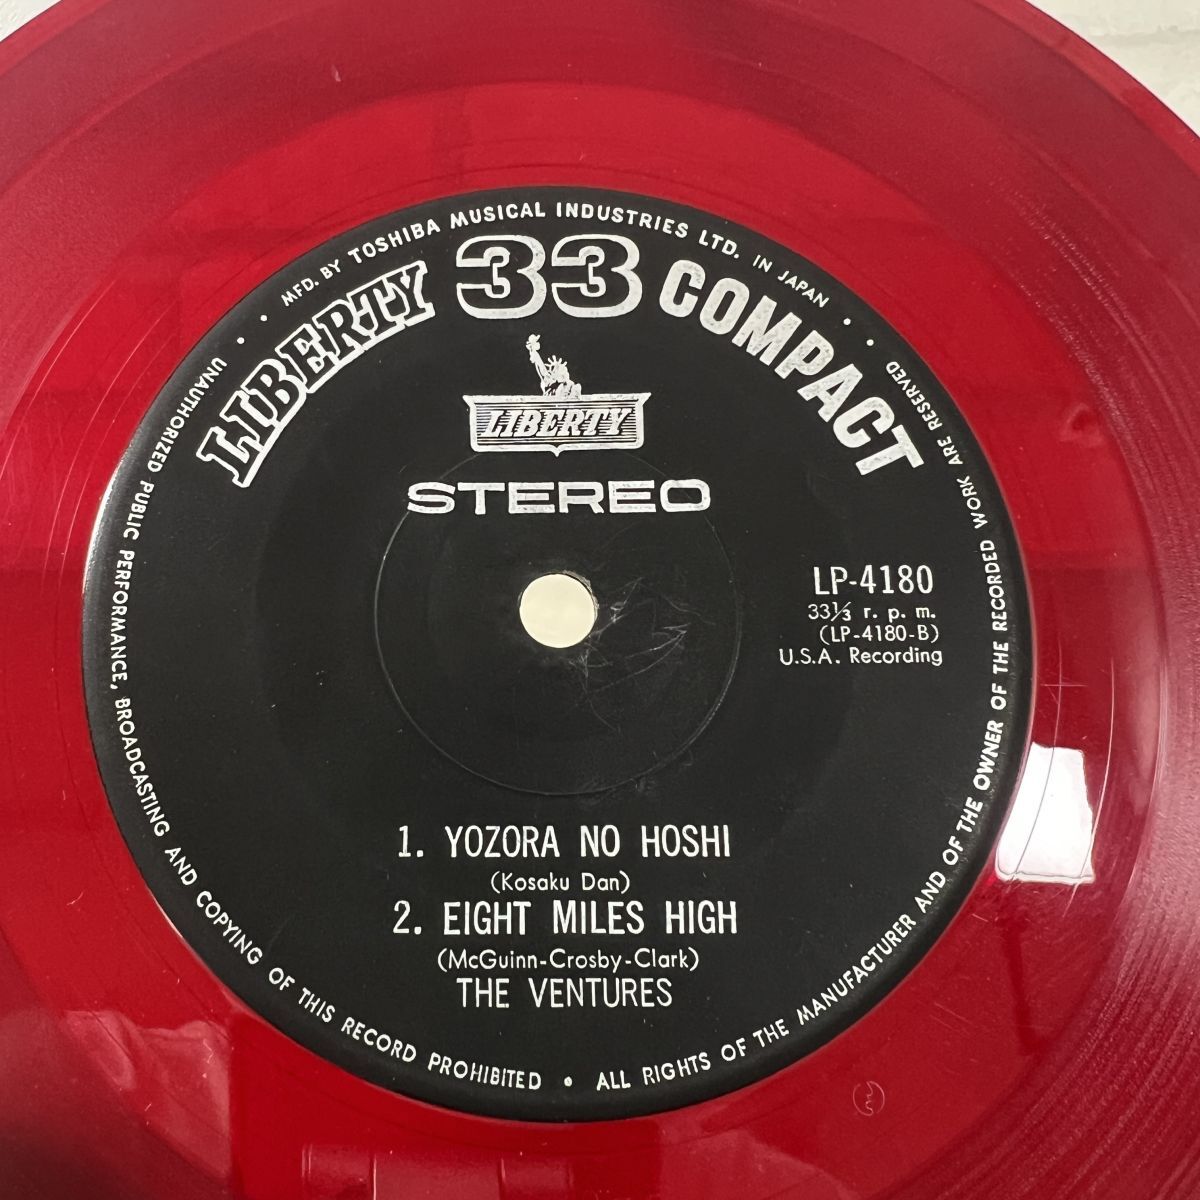 MFD. BY TOSHIBA MUSICAL INDUSTRIES LTD. IN JAPAN
LIBERTY 33 COMPACT
LIBERTY
STEREO
LP-4180
33⅓ r. p. m.
(LP-4180-B)
U.S.A. Recording
1. YOZORA NO HOSHI
(Kosaku Dan)
2. EIGHT MILES HIGH
(McGuinn-Crosby-Clark)
THE VENTURES
UNAUTHORIZED PUBLIC PERFORMANCE, BROADCASTING AND COPYING OF THIS RECORD PROHIBITED • ALL RIGHTS OF THE MANUFACTURER AND OF THE OWNER OF THE RECORDED WORK ARE RESERVED